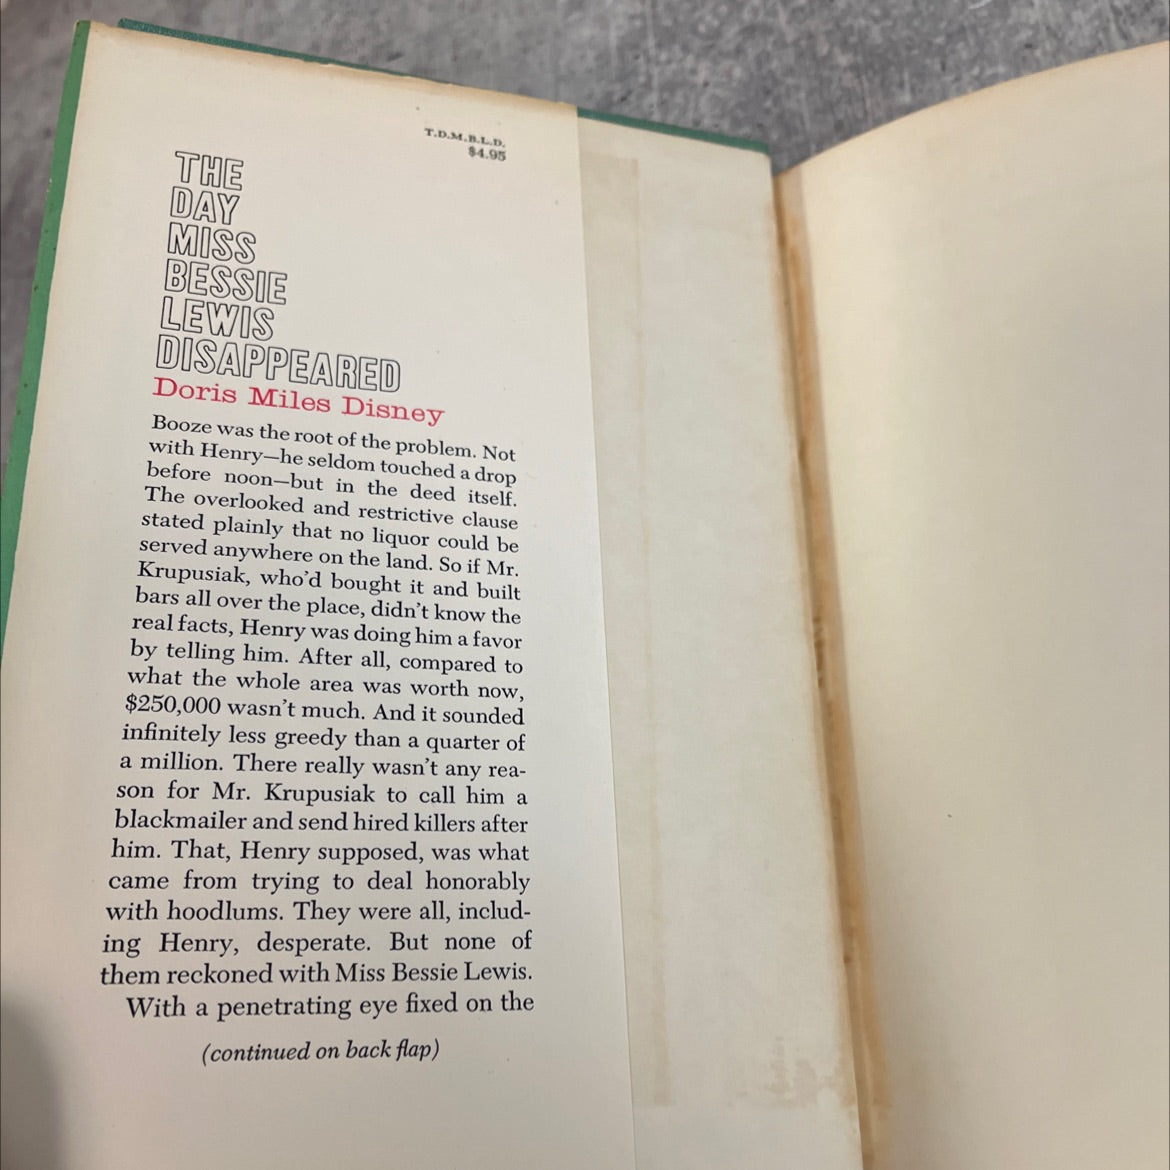 T.D.M.B.L.D.
$4.95
THE
DAY
MISS
BESSIE
LEWIS
DISAPPEARED
Doris Miles Disney
Booze was the root of the problem. Not
with Henry—he seldom touched a drop
before noon—but in the deed itself.
The overlooked and restrictive clause
stated plainly that no liquor could be
served anywhere on the land. So if Mr.
Krupusiak, who'd bought it and built
bars all over the place, didn't know the
real facts, Henry was doing him a favor
by telling him. After all, compared to
what the whole area was worth now,
$250,000 wasn't much. And it sounded
infinitely less greedy than a quarter of
a million. There really wasn't any rea-
son for Mr. Krupusiak to call him a
blackmailer and send hired killers after
him. That, Henry supposed, was what
came from trying to deal honorably
with hoodlums. They were all, includ-
ing Henry, desperate. But none of
them reckoned with Miss Bessie Lewis.
With a penetrating eye fixed on the
(continued on back flap)